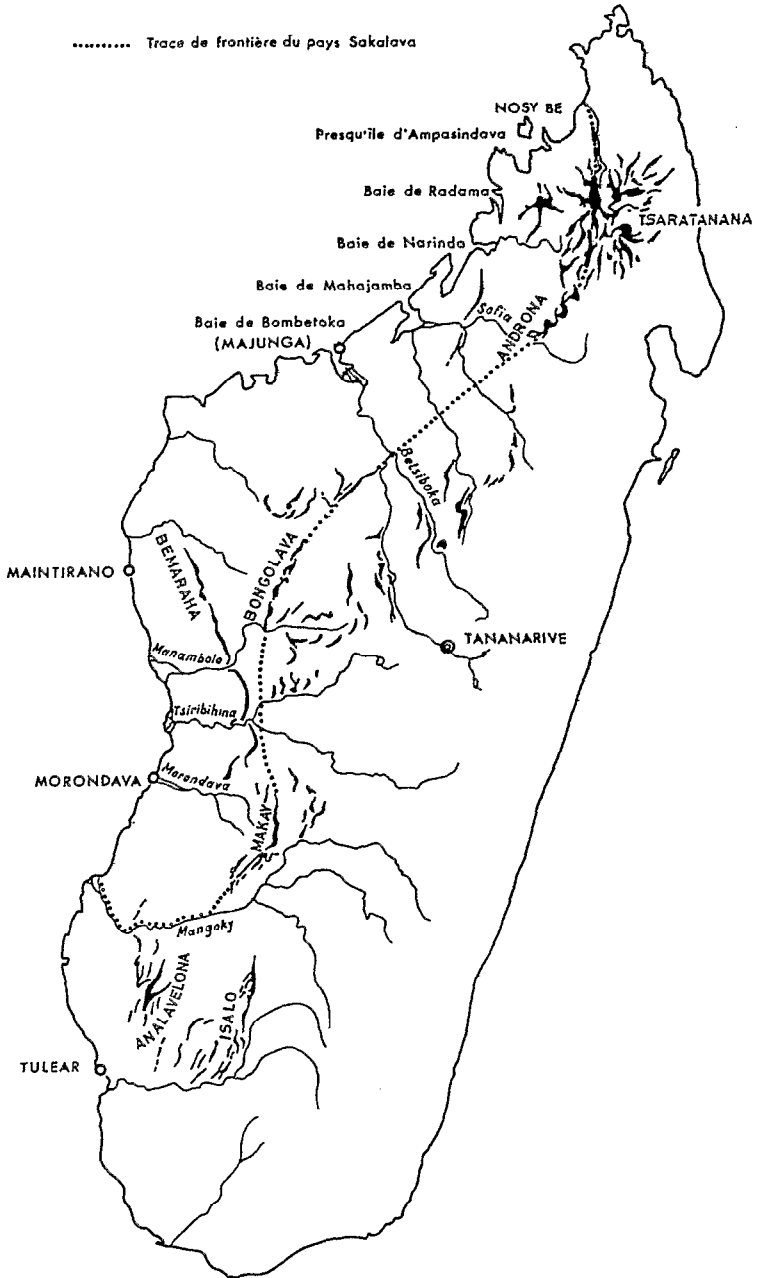 Trace de frontière du pays Sakalava
NOSY BE
Presqu'île d'Ampasindava
Baie de Radama
TSARATANANA
Baie de Narinda
Baie de Mahajamba
Sofia
ANDRONA
Baie de Bombetoka
(MAJUNGA)
Betsiboka
BEMARAHA
BONGOLAVA
MAINTIRANO
TANANARIVE
Manambolo
Tsiribihina
MORONDAVA
Morondava
MAKAY
Mangoky
ANALAVELONA
ISALO
TULEAR